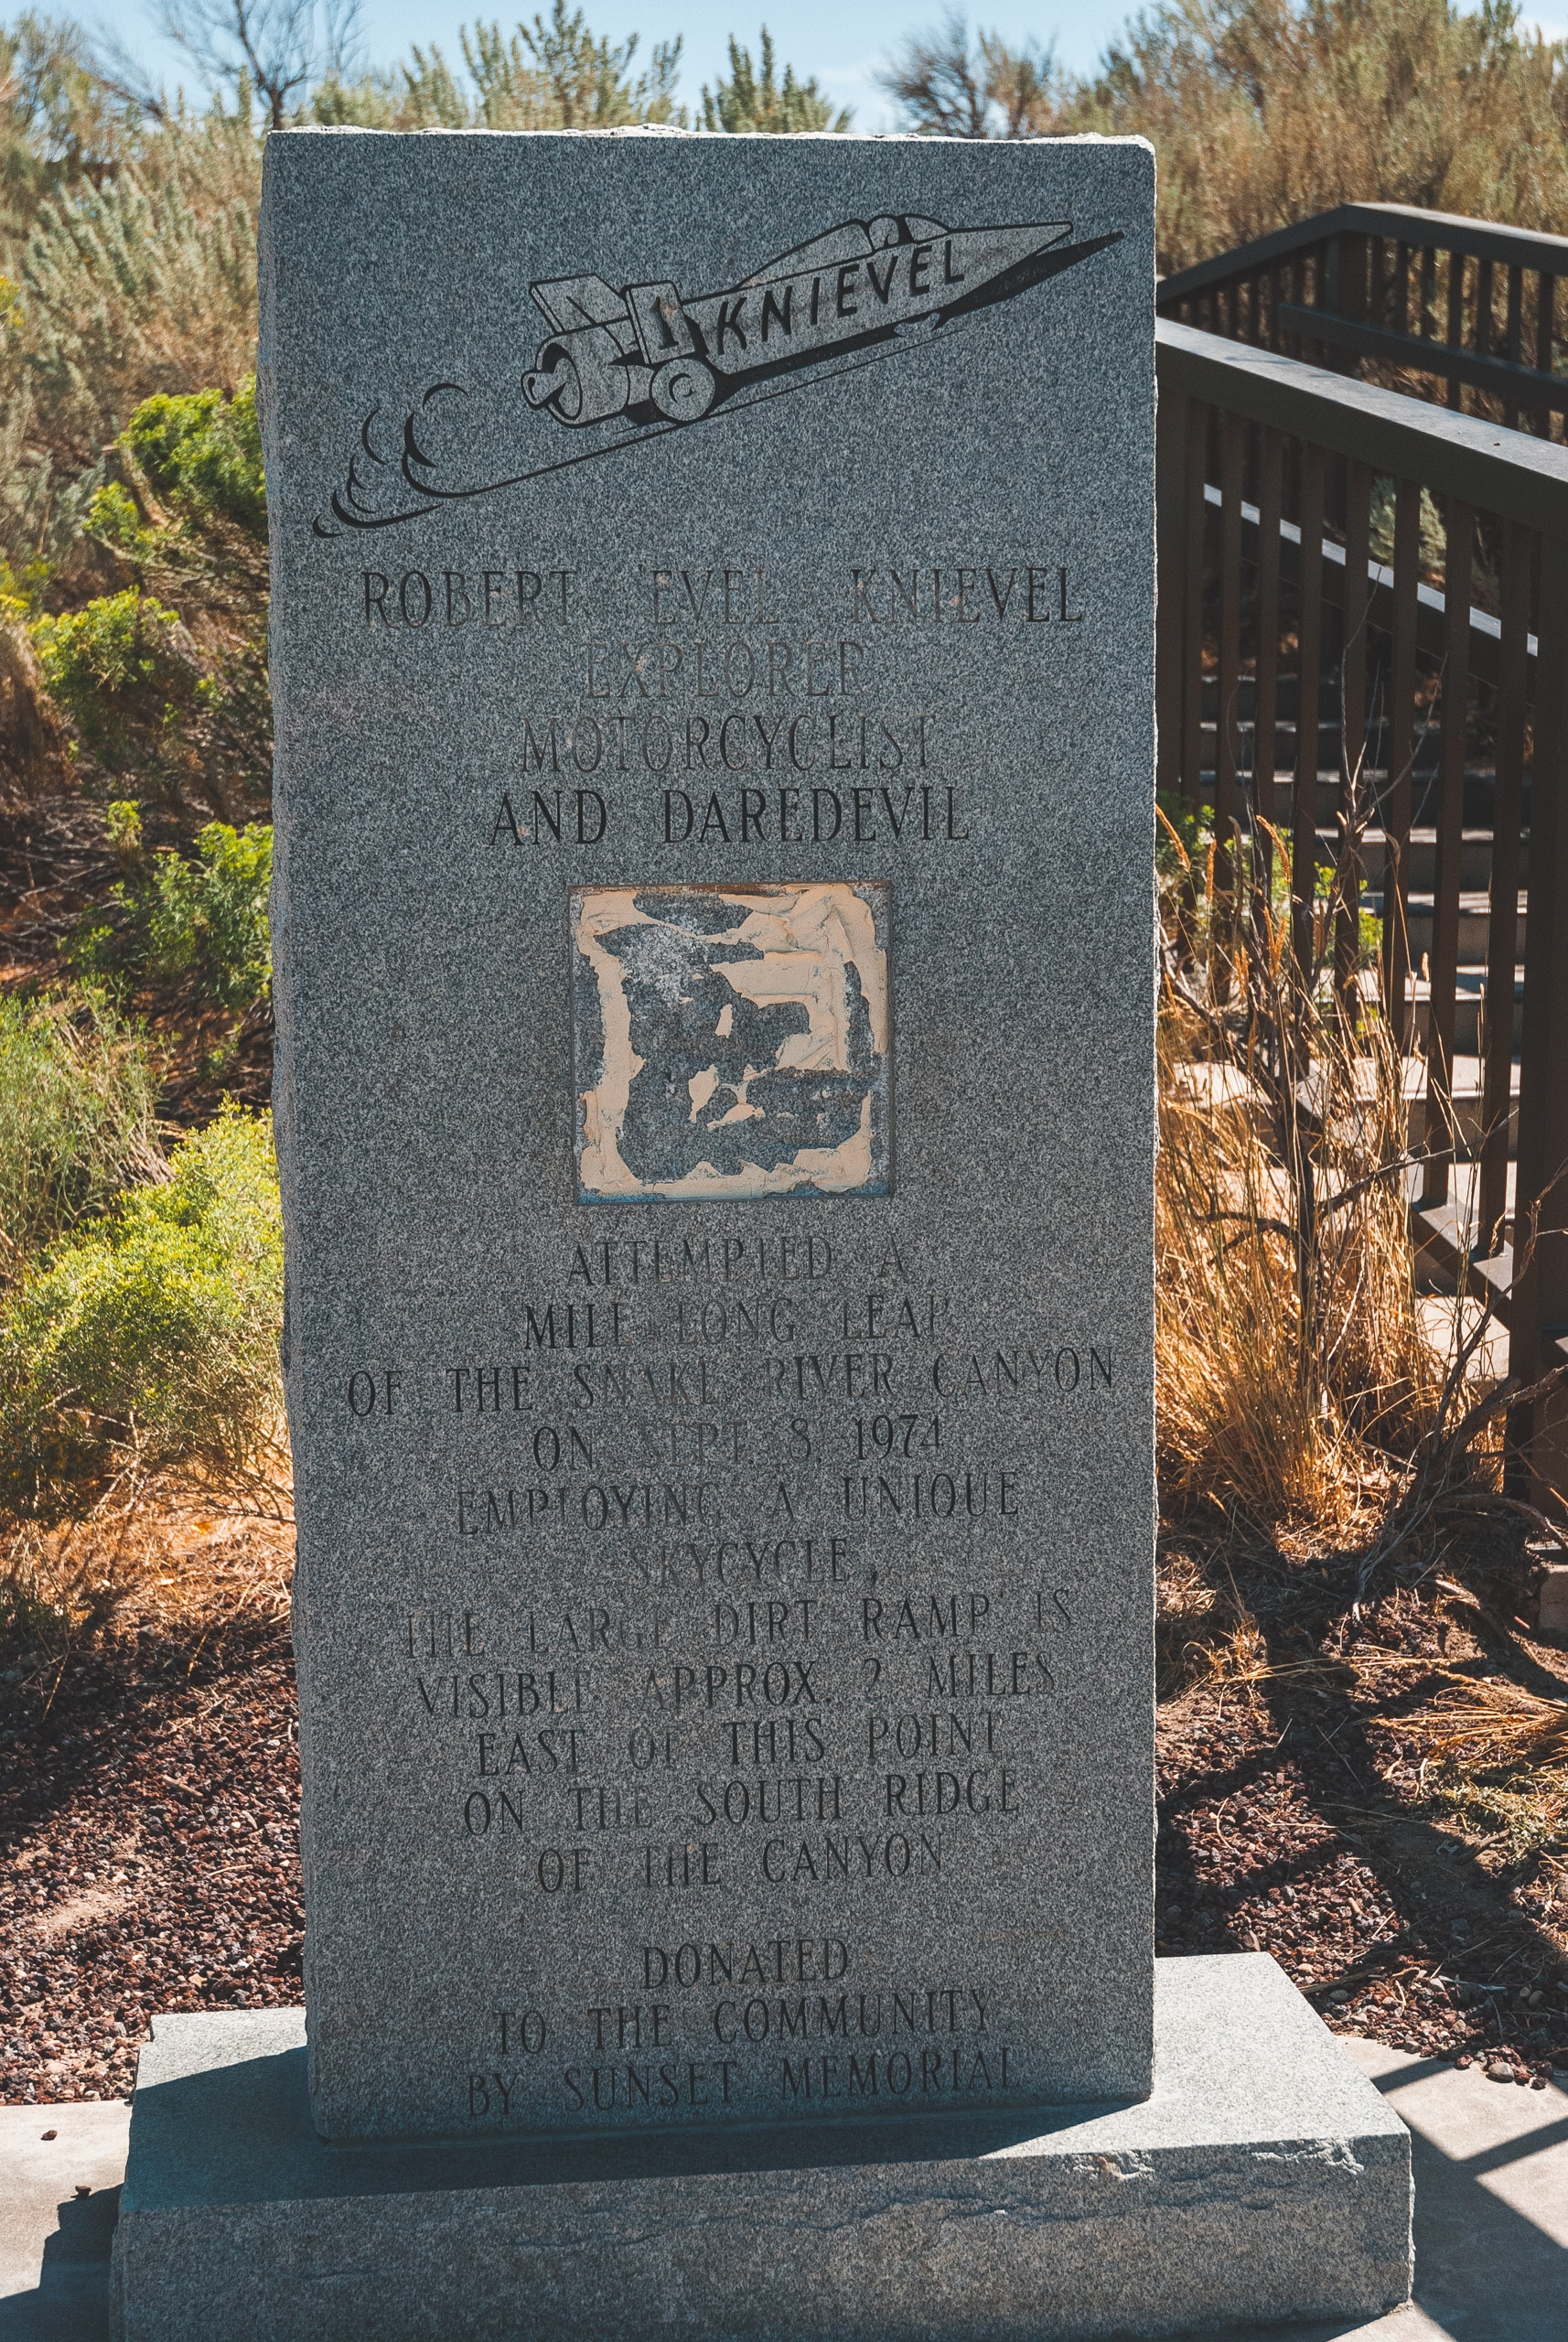 KNIEVEL
ROBERT 'EVEL' KNIEVEL
EXPLORER
MOTORCYCLIST
AND DAREDEVIL
ATTEMPTED A
MILE LONG LEAP
OF THE SNAKE RIVER CANYON
ON SEPT. 8, 1974
EMPLOYING A UNIQUE
SKYCYCLE,
THE LARGE DIRT RAMP IS
VISIBLE APPROX. 2 MILES
EAST OF THIS POINT
ON THE SOUTH RIDGE
OF THE CANYON
DONATED
TO THE COMMUNITY
BY SUNSET MEMORIAL